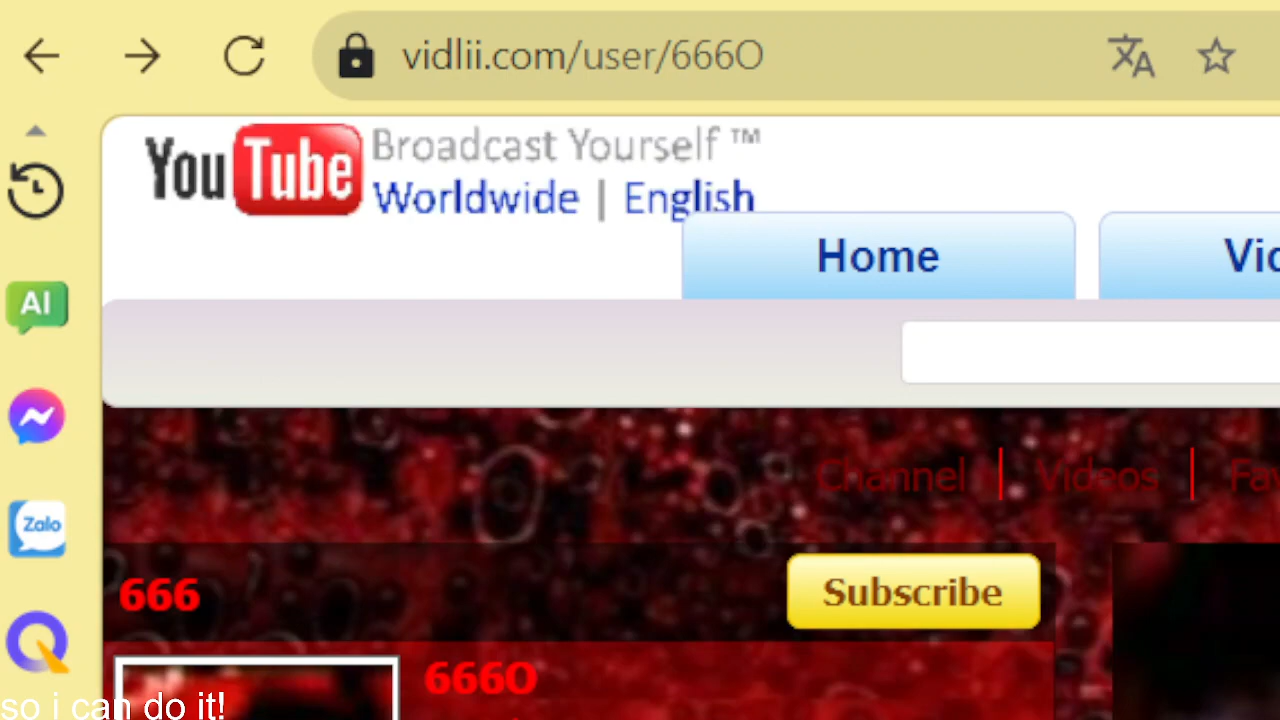 vidlii.com/user/666O
YouTube
Broadcast Yourself ™
Worldwide | English
Home
Vid
AI
Channel | Videos | Fav
Zalo
666
Subscribe
666O
so i can do it!